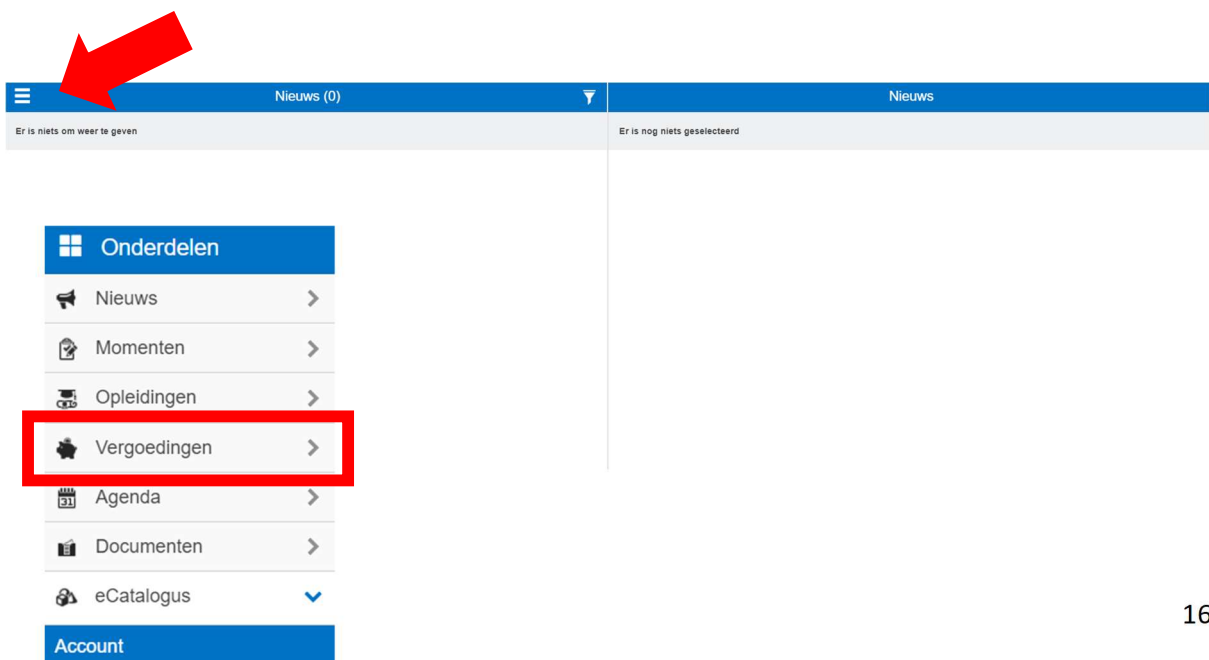 Nieuws (0)
Nieuws
Er is niets om weer te geven
Er is nog niets geselecteerd
Onderdelen
Nieuws
Momenten
Opleidingen
Vergoedingen
31
Agenda
Documenten
eCatalogus
Account
16